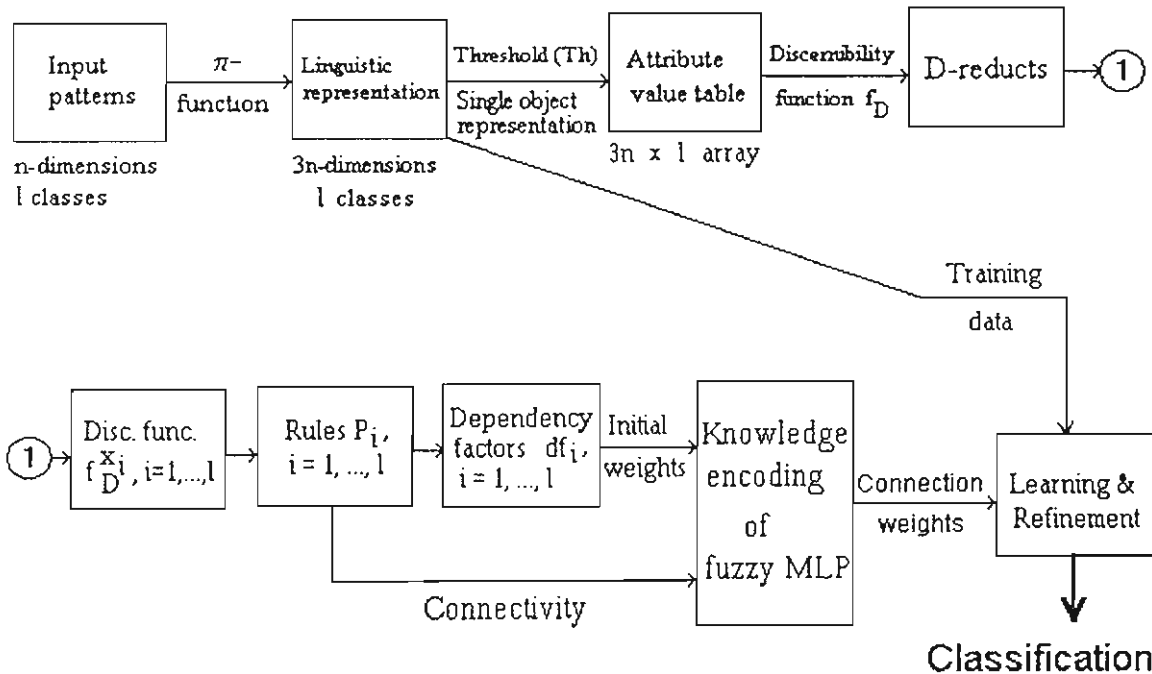 Input
patterns
n-dimensions
l classes
π-
function
Linguistic
representation
3n-dimensions
l classes
Threshold (Th)
Single object
representation
Attribute
value table
3n x l array
Discernibility
function f_D
D-reducts
1
Training
data
1
Disc. func.
f_D^{x_i}, i=1,...,l
Rules P_i,
i = 1, ..., l
Dependency
factors df_i,
i = 1, ..., l
Initial
weights
Connectivity
Knowledge
encoding
of
fuzzy MLP
Connection
weights
Learning &
Refinement
Classification